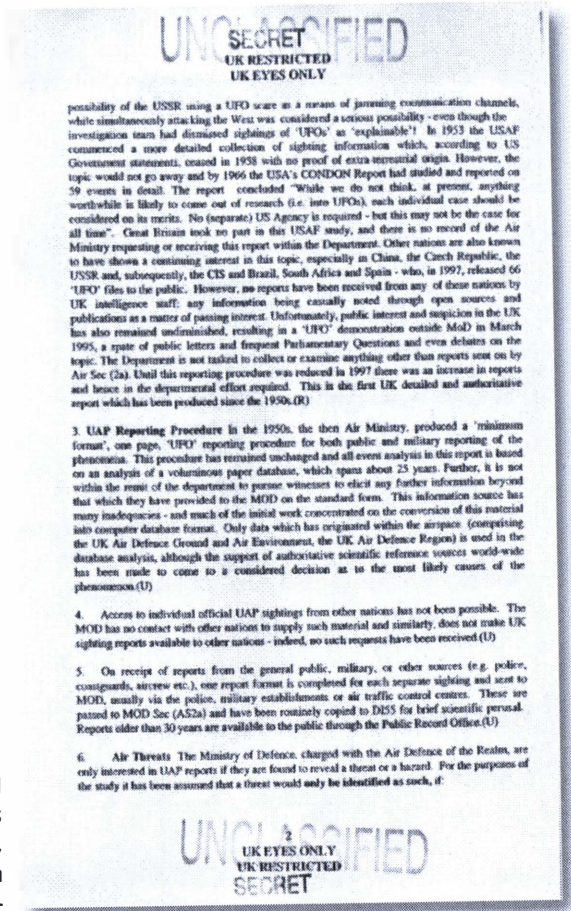 UNCLASSIFIED
SECRET
UK RESTRICTED
UK EYES ONLY
possibility of the USSR using a UFO scare as a means of jamming communication channels,
while simultaneously attacking the West was considered a serious possibility - even though the
investigation team had dismissed sightings of 'UFOs' as 'explainable'! In 1953 the USAF
commenced a more detailed collection of sighting information which, according to US
Government statements, ceased in 1958 with no proof of extra-terrestrial origin. However, the
topic would not go away and by 1966 the USA's CONDON Report had studied and reported on
59 events in detail. The report concluded "While we do not think, at present, anything
worthwhile is likely to come out of research (i.e. into UFOs), each individual case should be
considered on its merits. No (separate) US Agency is required - but this may not be the case for
all time". Great Britain took no part in this USAF study, and there is no record of the Air
Ministry requesting or receiving this report within the Department. Other nations are also known
to have shown a continuing interest in this topic, especially in China, the Czech Republic, the
USSR and, subsequently, the CIS and Brazil, South Africa and Spain - who, in 1997, released 66
'UFO' files to the public. However, no reports have been received from any of these nations by
UK intelligence staff: any information being casually noted through open sources and
publications as a matter of passing interest. Unfortunately, public interest and suspicion in the UK
has also remained undiminished, resulting in a 'UFO' demonstration outside MoD in March
1995, a spate of public letters and frequent Parliamentary Questions and even debates on the
topic. The Department is not tasked to collect or examine anything other than reports sent on by
Air Sec (2a). Until this reporting procedure was reduced in 1997 there was an increase in reports
and hence in the departmental effort required. This is the first UK detailed and authoritative
report which has been produced since the 1950s.(R)
3. UAP Reporting Procedure In the 1950s, the then Air Ministry, produced a 'minimum
format', one page, 'UFO' reporting procedure for both public and military reporting of the
phenomena. This procedure has remained unchanged and all event analysis in this report is based
on an analysis of a voluminous paper database, which spans about 25 years. Further, it is not
within the remit of the department to pursue witnesses to elicit any further information beyond
that which they have provided to the MOD on the standard form. This information source has
many inadequacies - and much of the initial work concentrated on the conversion of this material
into computer database format. Only data which has originated within the airspace (comprising
the UK Air Defence Ground and Air Environment, the UK Air Defence Region) is used in the
database analysis, although the support of authoritative scientific reference sources world-wide
has been made to come to a considered decision as to the most likely causes of the
phenomenon.(U)
4. Access to individual official UAP sightings from other nations has not been possible. The
MOD has no contact with other nations to supply such material and similarly, does not make UK
sighting reports available to other nations - indeed, no such requests have been received.(U)
5. On receipt of reports from the general public, military, or other sources (e.g. police,
coastguards, aircrew etc.), one report format is completed for each separate sighting and sent to
MOD, usually via the police, military establishments or air traffic control centres. These are
passed to MOD Sec (AS2a) and have been routinely copied to DI55 for brief scientific perusal.
Reports older than 30 years are available to the public through the Public Record Office.(U)
6. Air Threats The Ministry of Defence, charged with the Air Defence of the Realm, are
only interested in UAP reports if they are found to reveal a threat or a hazard. For the purposes of
the study it has been assumed that a threat would only be identified as such, if:
2
UNCLASSIFIED
UK EYES ONLY
UK RESTRICTED
SECRET